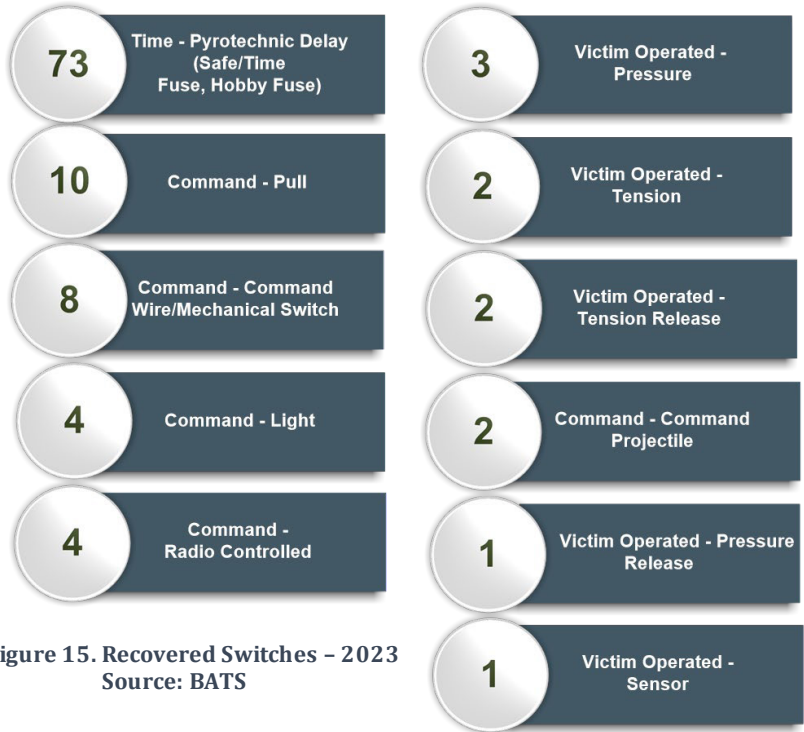 73
Time - Pyrotechnic Delay
(Safe/Time
Fuse, Hobby Fuse)
10
Command - Pull
8
Command - Command
Wire/Mechanical Switch
4
Command - Light
4
Command -
Radio Controlled
igure 15. Recovered Switches – 2023
Source: BATS
3
Victim Operated -
Pressure
2
Victim Operated -
Tension
2
Victim Operated -
Tension Release
2
Command - Command
Projectile
1
Victim Operated - Pressure
Release
1
Victim Operated -
Sensor